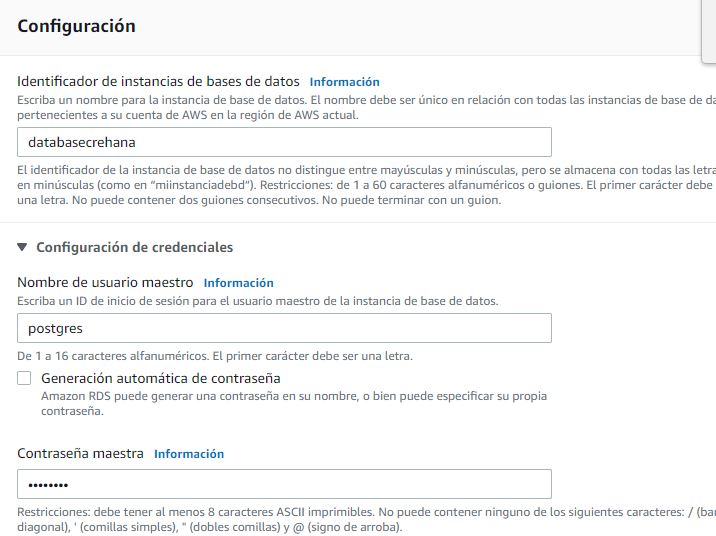 Configuración
Identificador de instancias de bases de datos Información
Escriba un nombre para la instancia de base de datos. El nombre debe ser único en relación con todas las instancias de base de
pertenecientes a su cuenta de AWS en la región de AWS actual.
databasecrehana
El identificador de la instancia de base de datos no distingue entre mayúsculas y minúsculas, pero se almacena con todas las
en minúsculas (como en “miinstanciadebd”). Restricciones: de 1 a 60 caracteres alfanuméricos o guiones. El primer carácter debe
una letra. No puede contener dos guiones consecutivos. No puede terminar con un guion.
▼ Configuración de credenciales
Nombre de usuario maestro Información
Escriba un ID de inicio de sesión para el usuario maestro de la instancia de base de datos.
postgres
De 1 a 16 caracteres alfanuméricos. El primer carácter debe ser una letra.
Generación automática de contraseña
Amazon RDS puede generar una contraseña en su nombre, o bien puede especificar su propia
contraseña.
Contraseña maestra Información
••••••••
Restricciones: debe tener al menos 8 caracteres ASCII imprimibles. No puede contener ninguno de los siguientes caracteres: /
diagonal), ' (comillas simples), " (dobles comillas) y @ (signo de arroba).